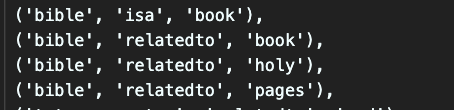 ('bible', 'isa', 'book'),
('bible', 'relatedto', 'book'),
('bible', 'relatedto', 'holy'),
('bible', 'relatedto', 'pages'),